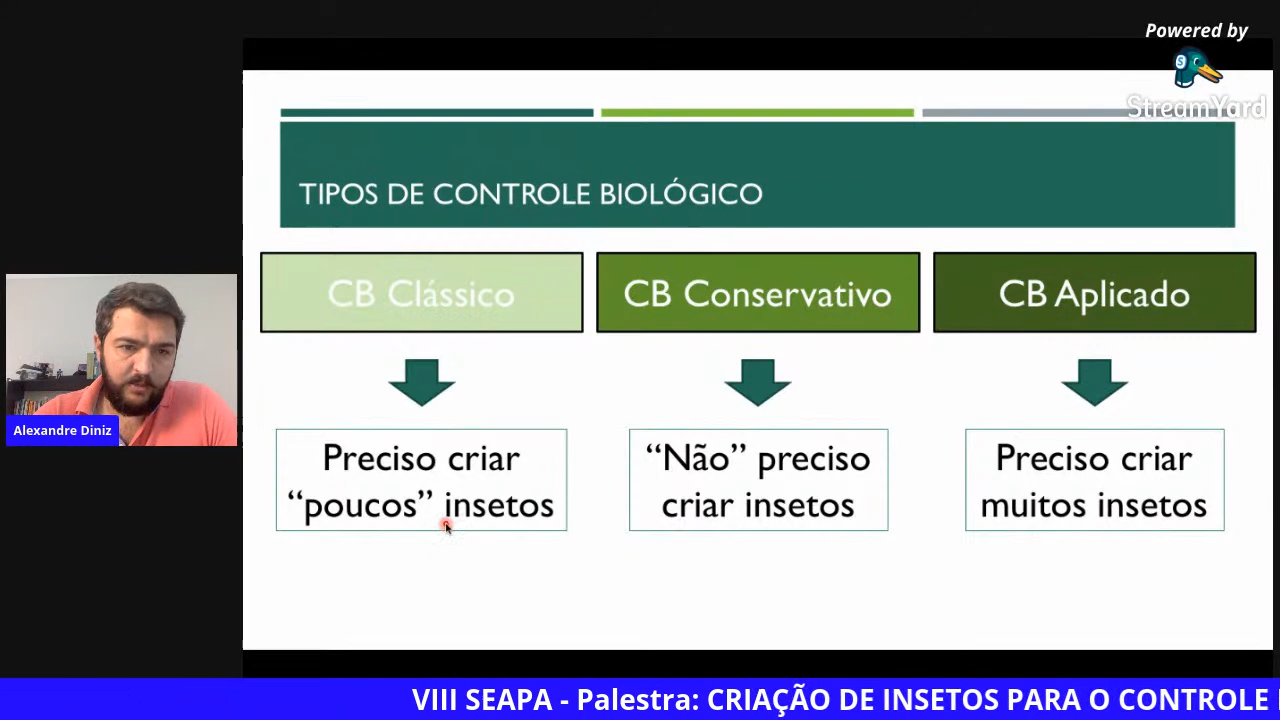 Powered by
StreamYard
TIPOS DE CONTROLE BIOLÓGICO
CB Clássico
CB Conservativo
CB Aplicado
Preciso criar
“poucos” insetos
“Não” preciso
criar insetos
Preciso criar
muitos insetos
Alexandre Diniz
VIII SEAPA - Palestra: CRIAÇÃO DE INSETOS PARA O CONTROLE